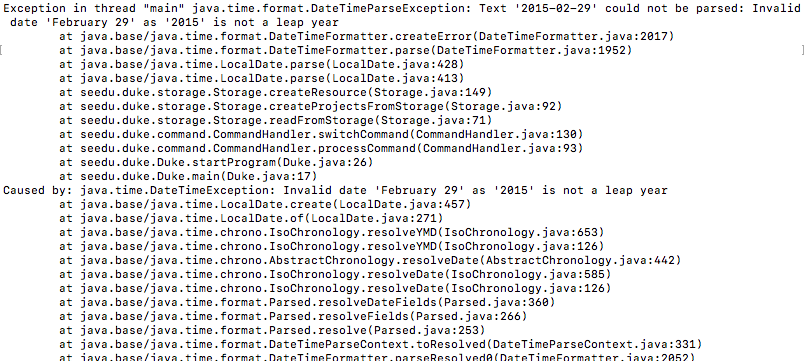 Exception in thread "main" java.time.format.DateTimeParseException: Text '2015-02-29' could not be parsed: Invalid
date 'February 29' as '2015' is not a leap year
at java.base/java.time.format.DateTimeFormatter.createError(DateTimeFormatter.java:2017)
at java.base/java.time.format.DateTimeFormatter.parse(DateTimeFormatter.java:1952)
at java.base/java.time.LocalDate.parse(LocalDate.java:428)
at java.base/java.time.LocalDate.parse(LocalDate.java:413)
at seedu.duke.storage.Storage.createResource(Storage.java:149)
at seedu.duke.storage.Storage.createProjectsFromStorage(Storage.java:92)
at seedu.duke.storage.Storage.readFromStorage(Storage.java:71)
at seedu.duke.command.CommandHandler.switchCommand(CommandHandler.java:130)
at seedu.duke.command.CommandHandler.processCommand(CommandHandler.java:93)
at seedu.duke.Duke.startProgram(Duke.java:26)
at seedu.duke.Duke.main(Duke.java:17)
Caused by: java.time.DateTimeException: Invalid date 'February 29' as '2015' is not a leap year
at java.base/java.time.LocalDate.create(LocalDate.java:457)
at java.base/java.time.LocalDate.of(LocalDate.java:271)
at java.base/java.time.chrono.IsoChronology.resolveYMD(IsoChronology.java:653)
at java.base/java.time.chrono.IsoChronology.resolveYMD(IsoChronology.java:126)
at java.base/java.time.chrono.AbstractChronology.resolveDate(AbstractChronology.java:442)
at java.base/java.time.chrono.IsoChronology.resolveDate(IsoChronology.java:585)
at java.base/java.time.chrono.IsoChronology.resolveDate(IsoChronology.java:126)
at java.base/java.time.format.Parsed.resolveDateFields(Parsed.java:360)
at java.base/java.time.format.Parsed.resolveFields(Parsed.java:266)
at java.base/java.time.format.Parsed.resolve(Parsed.java:253)
at java.base/java.time.format.DateTimeParseContext.toResolved(DateTimeParseContext.java:331)
at java.base/java.time.format.DateTimeFormatter.parseResolved0(DateTimeFormatter.java:2052)